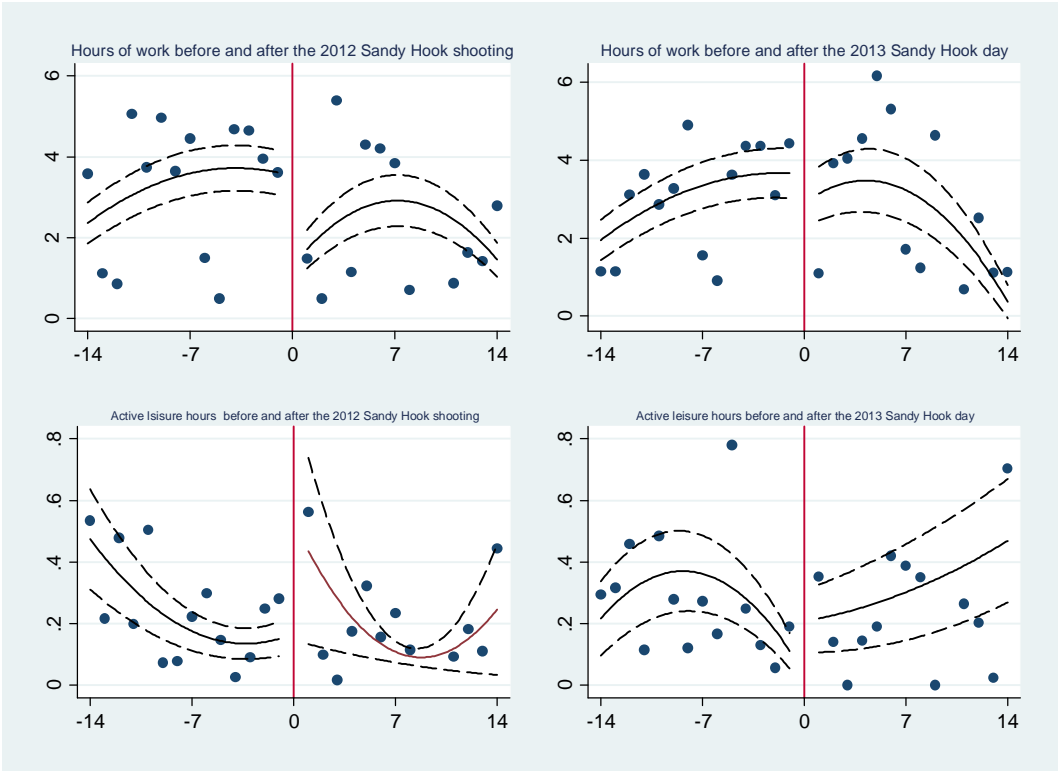 Hours of work before and after the 2012 Sandy Hook shooting
6
4
2
0
-14 -7 0 7 14
Hours of work before and after the 2013 Sandy Hook day
6
4
2
0
-14 -7 0 7 14
Active lsisure hours  before and after the 2012 Sandy Hook shooting
.8
.6
.4
.2
0
-14 -7 0 7 14
Active leisure hours before and after the 2013 Sandy Hook day
.8
.6
.4
.2
0
-14 -7 0 7 14